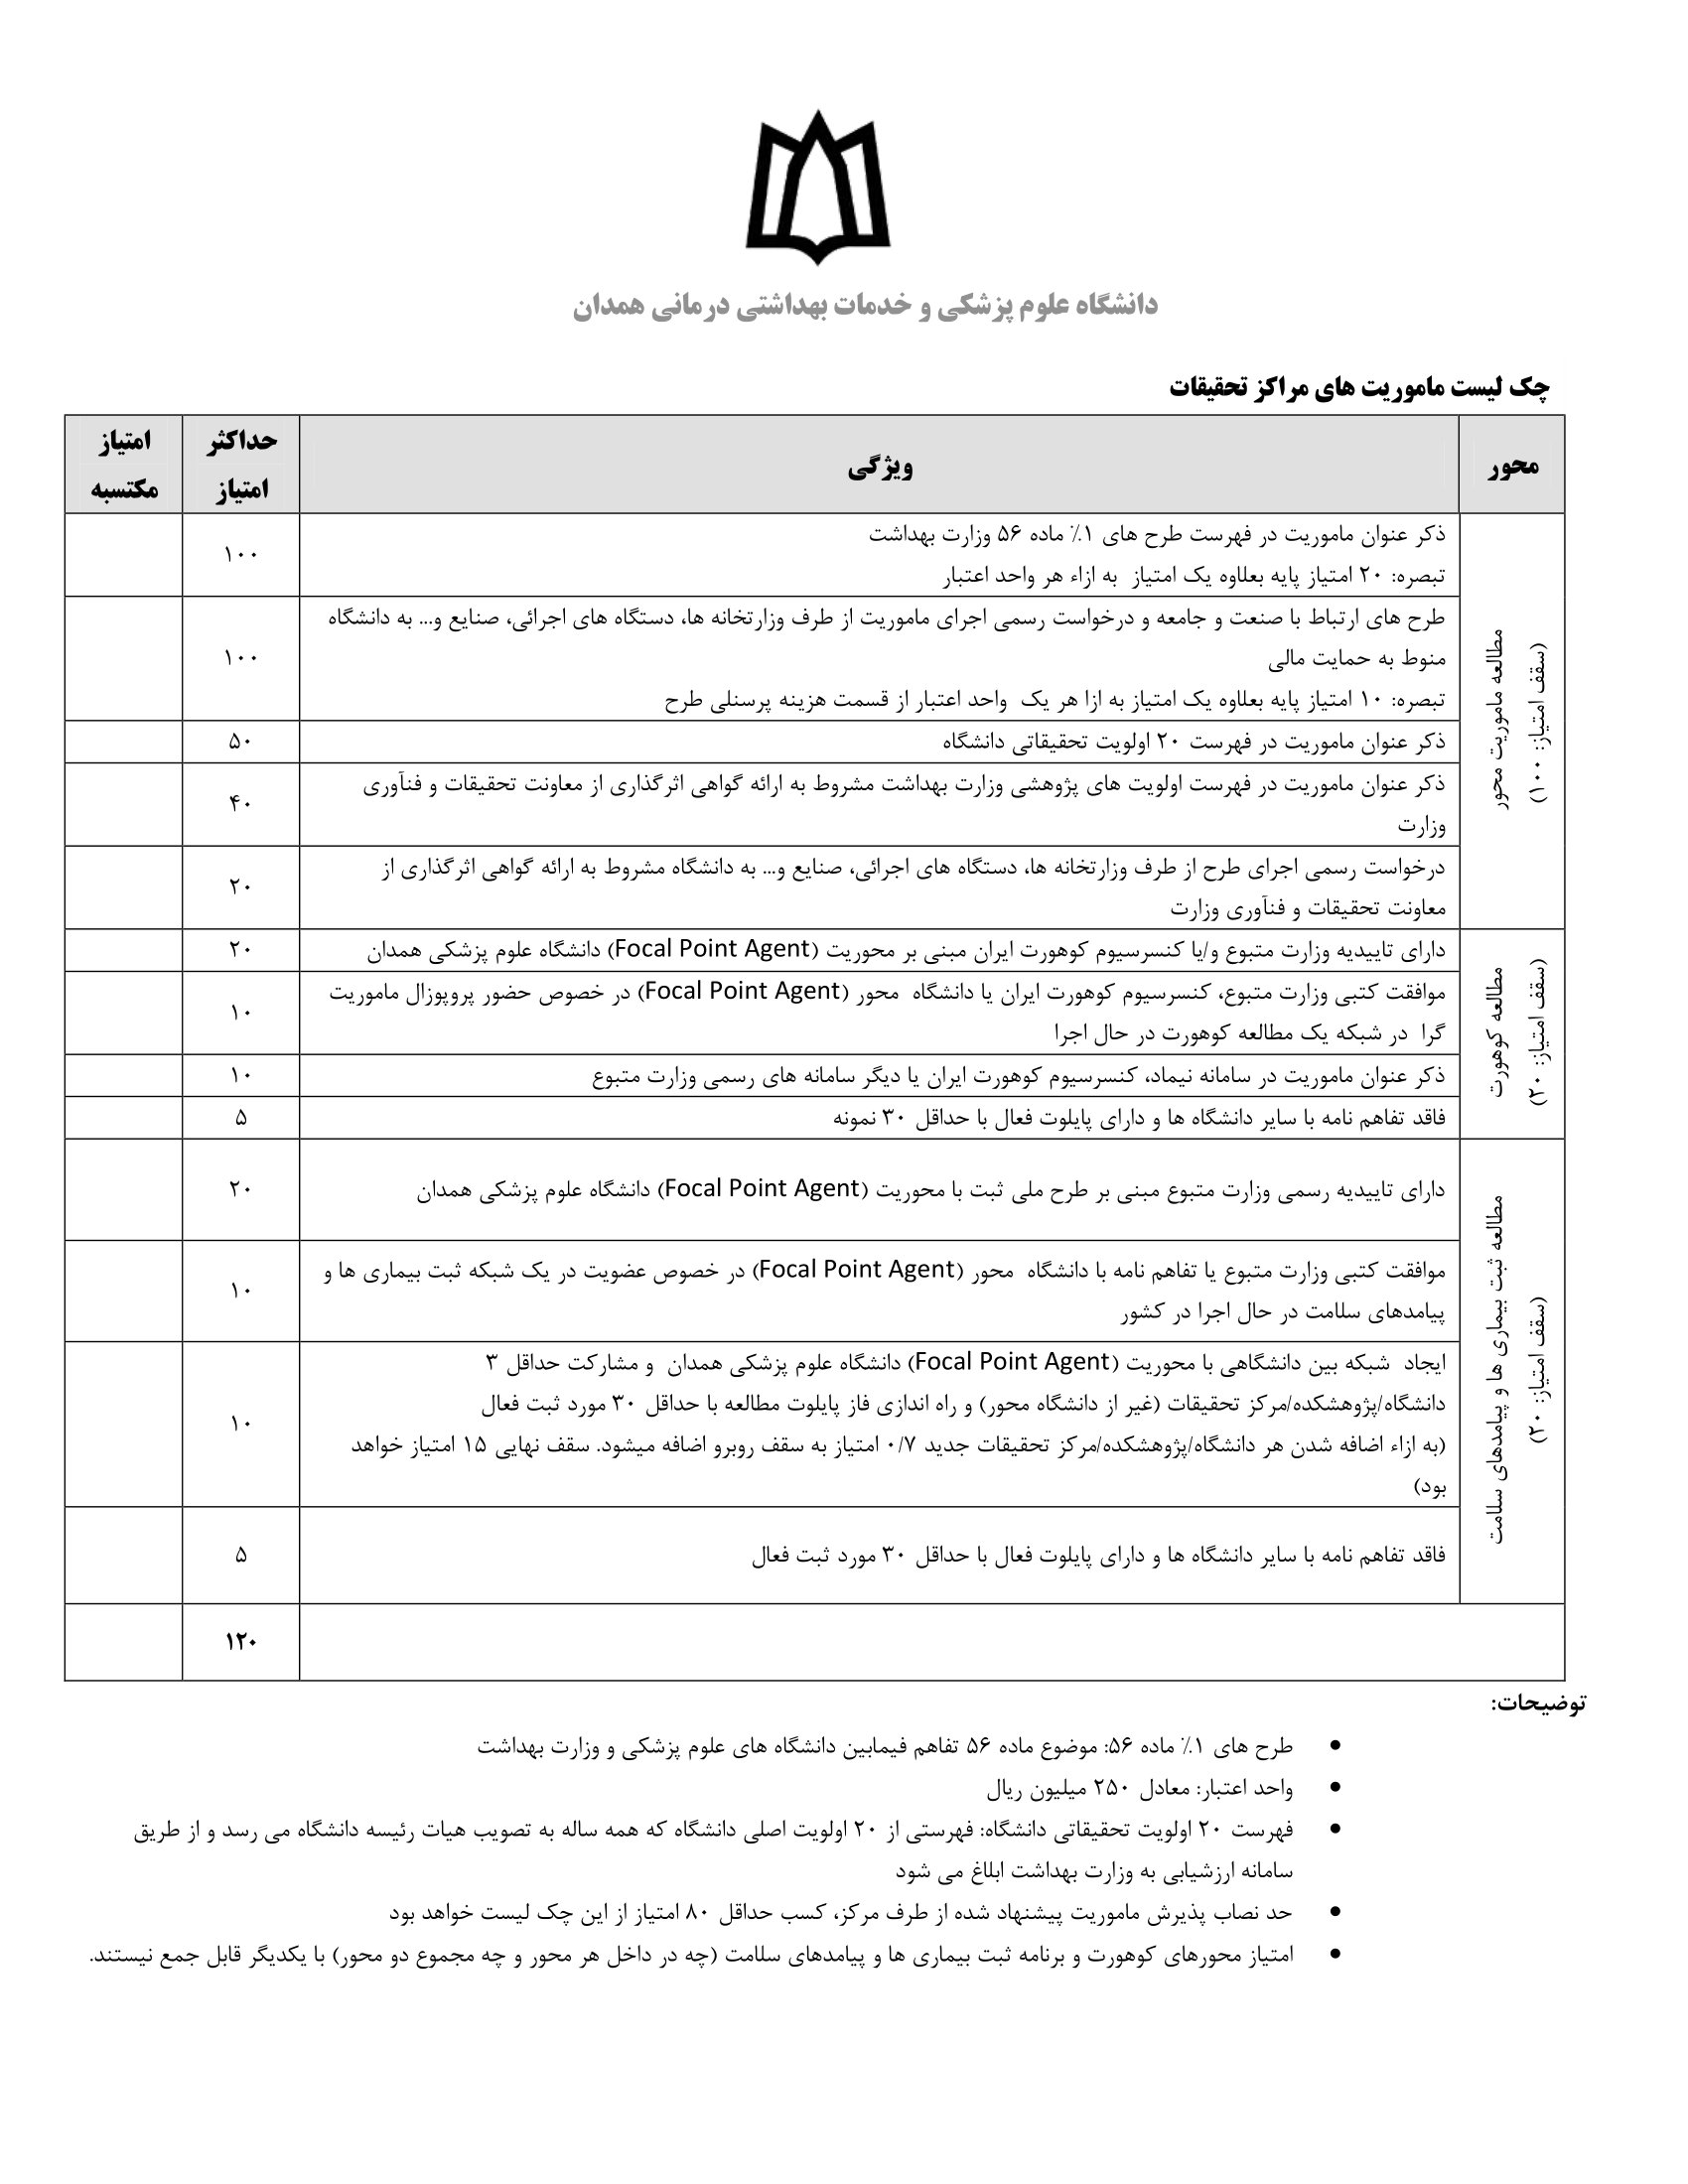 دانشگاه علوم پزشکی و خدمات بهداشتی درمانی همدان
چک لیست ماموریت های مراکز تحقیقات
محور
ویژگی
حداکثر
امتیاز
امتیاز
مکتسبه
مطالعه ماموریت محور
(سقف امتیاز: ۱۰۰)
ذکر عنوان ماموریت در فهرست طرح های ۱٪ ماده ۵۶ وزارت بهداشت
تبصره: ۲۰ امتیاز پایه بعلاوه یک امتیاز به ازاء هر واحد اعتبار
۱۰۰
طرح های ارتباط با صنعت و جامعه و درخواست رسمی اجرای ماموریت از طرف وزارتخانه ها، دستگاه های اجرائی، صنایع و... به دانشگاه
منوط به حمایت مالی
تبصره: ۱۰ امتیاز پایه بعلاوه یک امتیاز به ازا هر یک واحد اعتبار از قسمت هزینه پرسنلی طرح
۱۰۰
ذکر عنوان ماموریت در فهرست ۲۰ اولویت تحقیقاتی دانشگاه
۵۰
ذکر عنوان ماموریت در فهرست اولویت های پژوهشی وزارت بهداشت مشروط به ارائه گواهی اثرگذاری از معاونت تحقیقات و فنآوری
وزارت
۴۰
درخواست رسمی اجرای طرح از طرف وزارتخانه ها، دستگاه های اجرائی، صنایع و... به دانشگاه مشروط به ارائه گواهی اثرگذاری از
معاونت تحقیقات و فنآوری وزارت
۲۰
مطالعه کوهورت
(سقف امتیاز: ۲۰)
دارای تاییدیه وزارت متبوع و/یا کنسرسیوم کوهورت ایران مبنی بر محوریت (Focal Point Agent) دانشگاه علوم پزشکی همدان
۲۰
موافقت کتبی وزارت متبوع، کنسرسیوم کوهورت ایران یا دانشگاه محور (Focal Point Agent) در خصوص حضور پروپوزال ماموریت
گرا در شبکه یک مطالعه کوهورت در حال اجرا
۱۰
ذکر عنوان ماموریت در سامانه نیماد، کنسرسیوم کوهورت ایران یا دیگر سامانه های رسمی وزارت متبوع
۱۰
فاقد تفاهم نامه با سایر دانشگاه ها و دارای پایلوت فعال با حداقل ۳۰ نمونه
۵
مطالعه ثبت بیماری ها و پیامدهای سلامت
(سقف امتیاز: ۲۰)
دارای تاییدیه رسمی وزارت متبوع مبنی بر طرح ملی ثبت با محوریت (Focal Point Agent) دانشگاه علوم پزشکی همدان
۲۰
موافقت کتبی وزارت متبوع یا تفاهم نامه با دانشگاه محور (Focal Point Agent) در خصوص عضویت در یک شبکه ثبت بیماری ها و
پیامدهای سلامت در حال اجرا در کشور
۱۰
ایجاد شبکه بین دانشگاهی با محوریت (Focal Point Agent) دانشگاه علوم پزشکی همدان و مشارکت حداقل ۳
دانشگاه/پژوهشکده/مرکز تحقیقات (غیر از دانشگاه محور) و راه اندازی فاز پایلوت مطالعه با حداقل ۳۰ مورد ثبت فعال
(به ازاء اضافه شدن هر دانشگاه/پژوهشکده/مرکز تحقیقات جدید ۰/۷ امتیاز به سقف روبرو اضافه میشود. سقف نهایی ۱۵ امتیاز خواهد
بود)
۱۰
فاقد تفاهم نامه با سایر دانشگاه ها و دارای پایلوت فعال با حداقل ۳۰ مورد ثبت فعال
۵
۱۲۰
توضیحات:
• طرح های ۱٪ ماده ۵۶: موضوع ماده ۵۶ تفاهم فیمابین دانشگاه های علوم پزشکی و وزارت بهداشت
• واحد اعتبار: معادل ۲۵۰ میلیون ریال
• فهرست ۲۰ اولویت تحقیقاتی دانشگاه: فهرستی از ۲۰ اولویت اصلی دانشگاه که همه ساله به تصویب هیات رئیسه دانشگاه می رسد و از طریق
سامانه ارزشیابی به وزارت بهداشت ابلاغ می شود
• حد نصاب پذیرش ماموریت پیشنهاد شده از طرف مرکز، کسب حداقل ۸۰ امتیاز از این چک لیست خواهد بود
• امتیاز محورهای کوهورت و برنامه ثبت بیماری ها و پیامدهای سلامت (چه در داخل هر محور و چه مجموع دو محور) با یکدیگر قابل جمع نیستند.